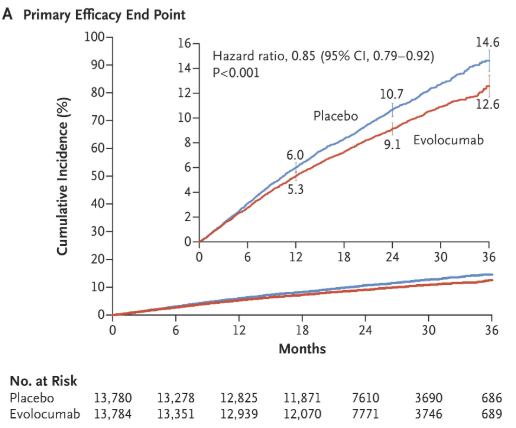 A Primary Efficacy End Point
Cumulative Incidence (%)
100
90
80
70
60
50
40
30
20
10
0
16
14
12
10
8
6
4
2
0
Hazard ratio, 0.85 (95% CI, 0.79–0.92)
P<0.001
14.6
10.7
Placebo
12.6
9.1
Evolocumab
6.0
5.3
0 6 12 18 24 30 36
0 6 12 18 24 30 36
Months
No. at Risk
Placebo 13,780 13,278 12,825 11,871 7610 3690 686
Evolocumab 13,784 13,351 12,939 12,070 7771 3746 689